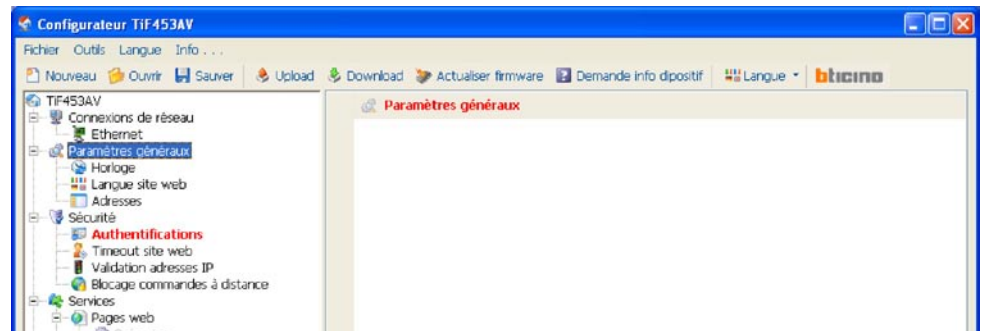 Configurateur TiF453AV
Fichier Outils Langue Info . . .
Nouveau Ouvrir Sauver Upload Download Actualiser firmware Demande info dipositif Langue bticino
TiF453AV
Connexions de réseau
Ethernet
Paramètres généraux
Horloge
Langue site web
Adresses
Sécurité
Authentifications
Timeout site web
Validation adresses IP
Blocage commandes à distance
Services
Pages web
Paramètres généraux